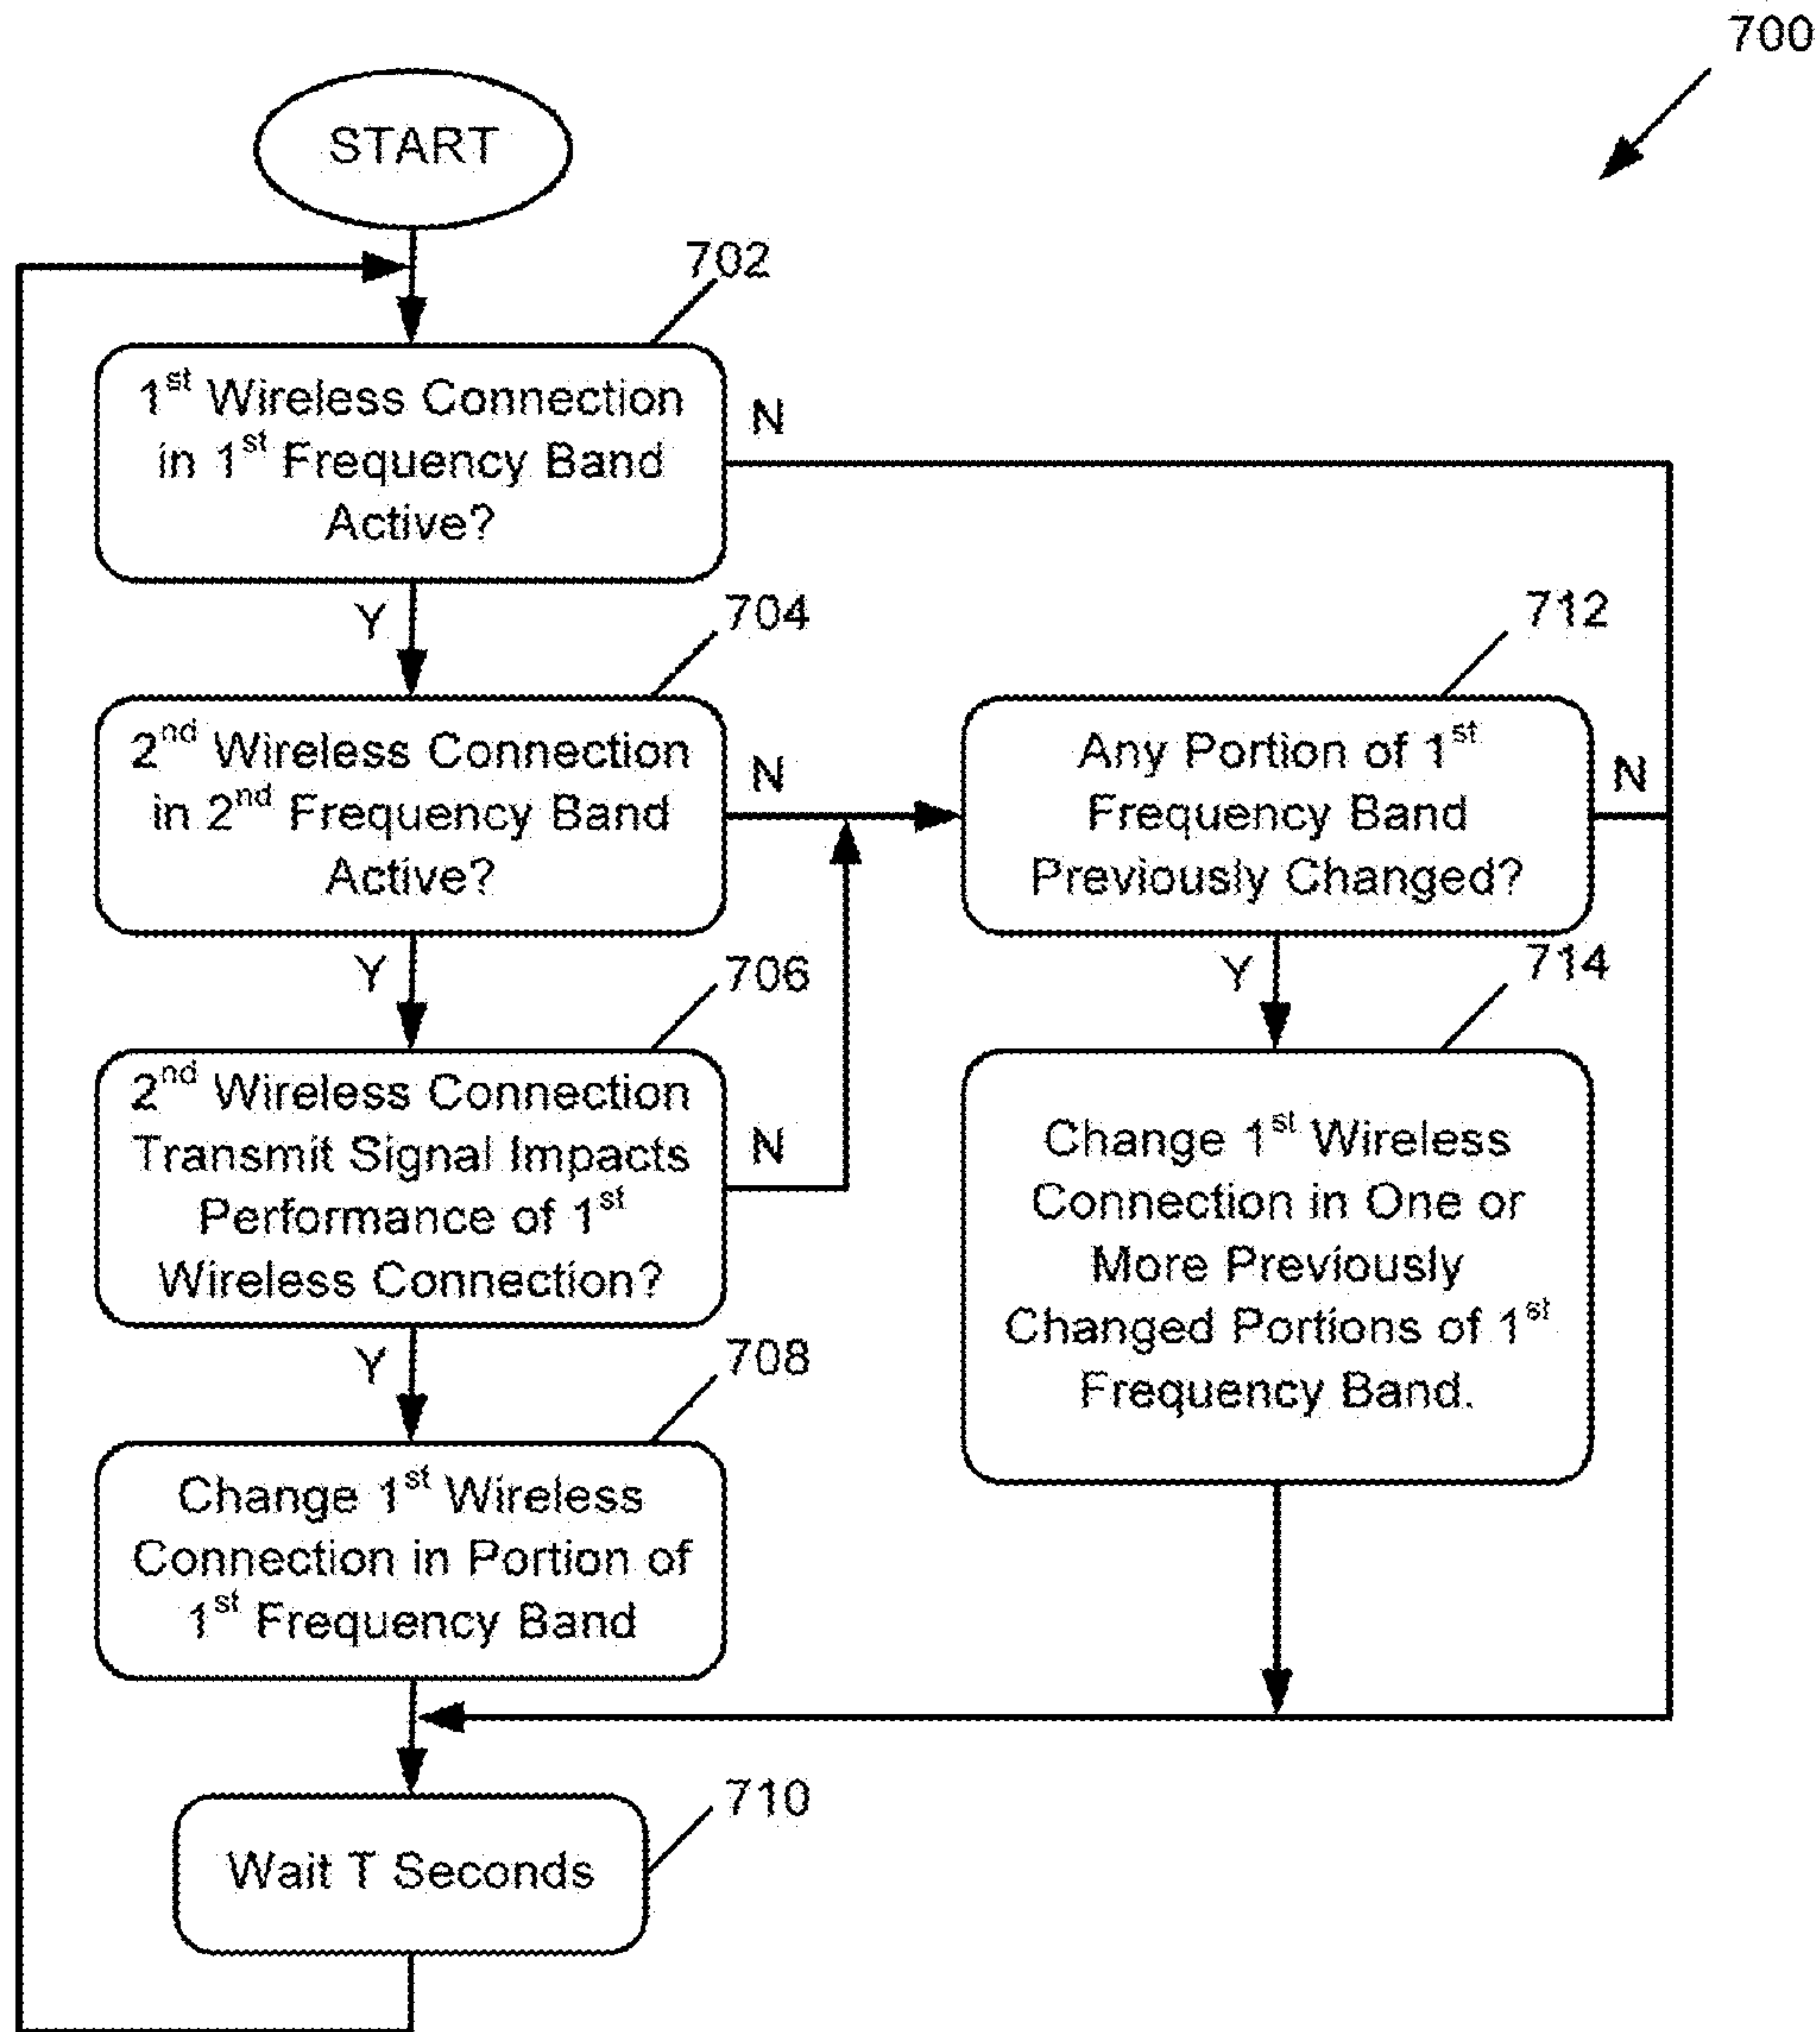 700
START
702
1st Wireless Connection
in 1st Frequency Band
Active?
N
Y
704
2nd Wireless Connection
in 2nd Frequency Band
Active?
N
712
Any Portion of 1st
Frequency Band
Previously Changed?
N
Y
706
2nd Wireless Connection
Transmit Signal Impacts
Performance of 1st
Wireless Connection?
N
Y
714
Change 1st Wireless
Connection in One or
More Previously
Changed Portions of 1st
Frequency Band.
Y
708
Change 1st Wireless
Connection in Portion of
1st Frequency Band
710
Wait T Seconds